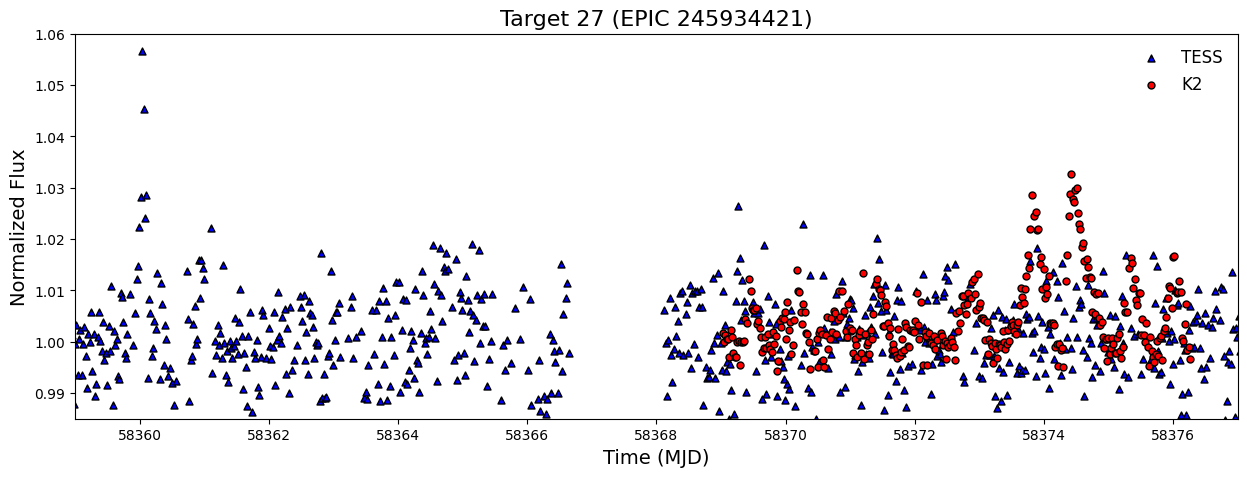 Target 27 (EPIC 245934421)
1.06
1.05
1.04
1.03
1.02
1.01
1.00
0.99
Normalized Flux
TESS
K2
58360 58362 58364 58366 58368 58370 58372 58374 58376
Time (MJD)